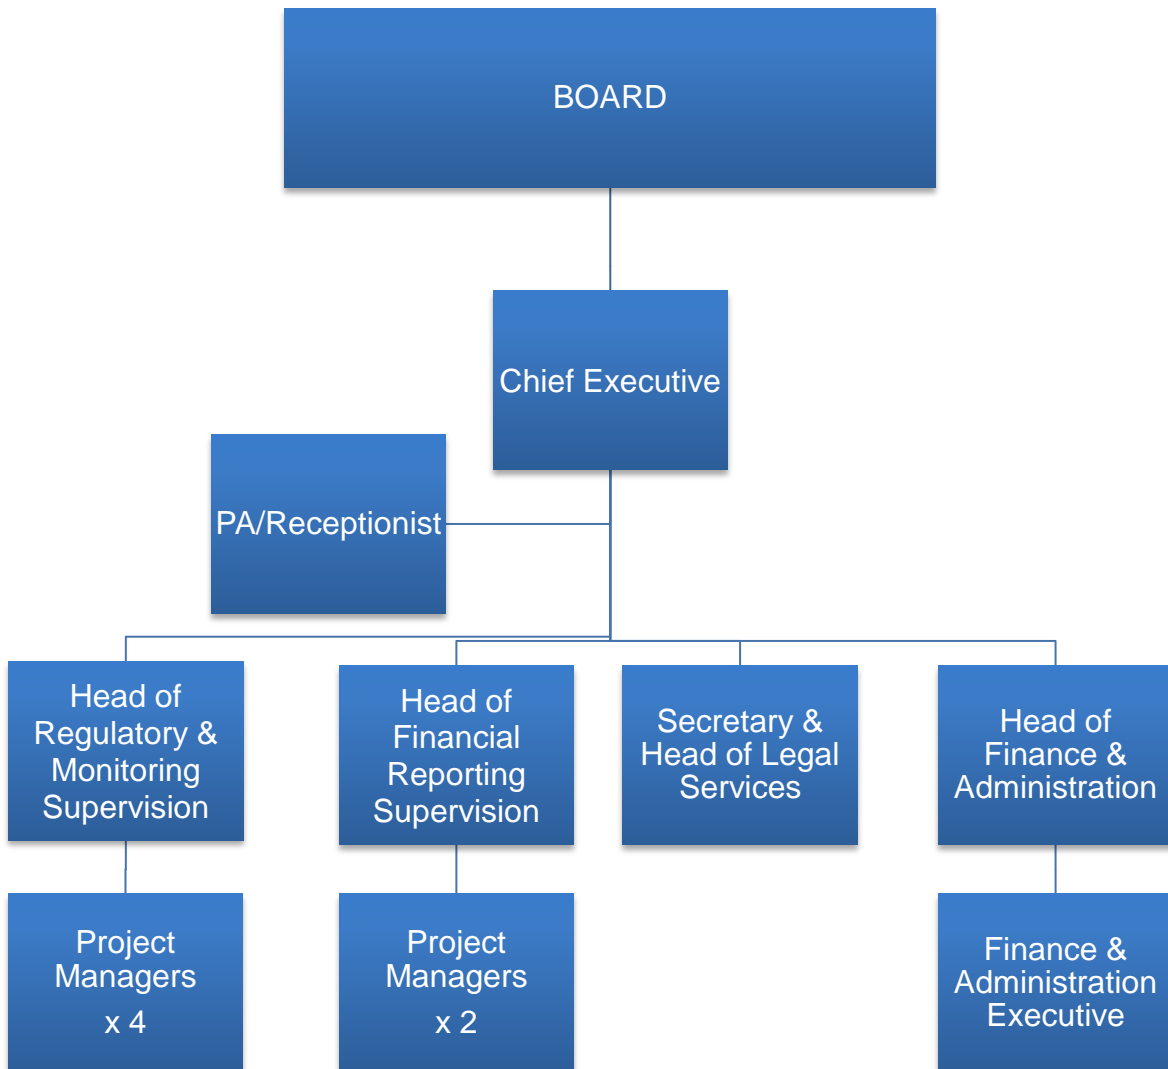 BOARD
Chief Executive
PA/Receptionist
Head of
Regulatory &
Monitoring
Supervision
Head of
Financial
Reporting
Supervision
Secretary &
Head of Legal
Services
Head of
Finance &
Administration
Project
Managers
x 4
Project
Managers
x 2
Finance &
Administration
Executive